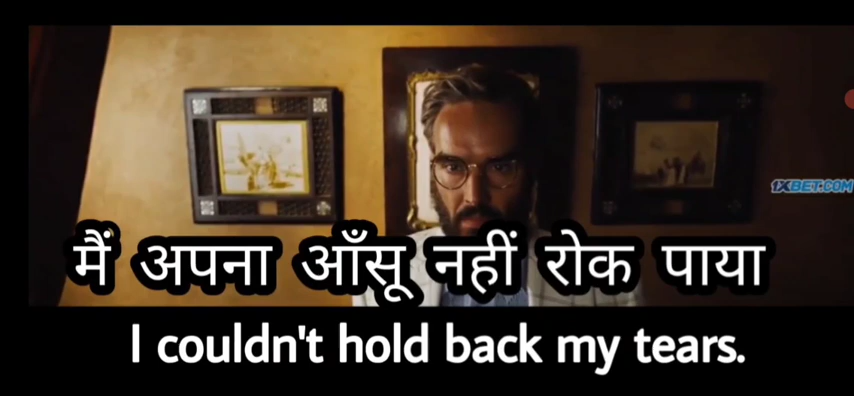 1XBET.COM
मैं अपना आँसू नहीं रोक पाया
I couldn't hold back my tears.